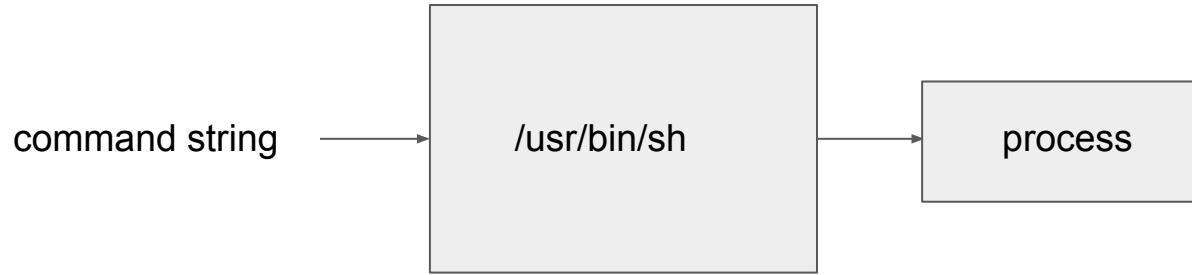 command string
/usr/bin/sh
process